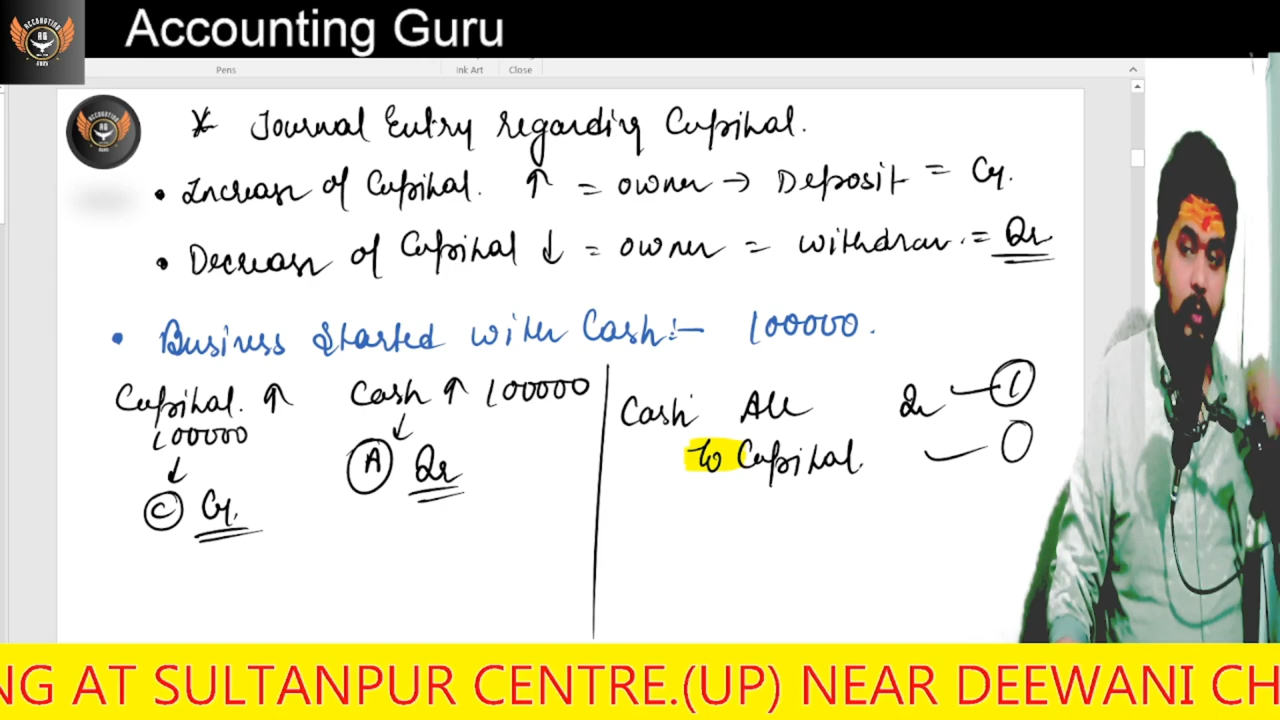 Accounting Guru
Pens
Ink Art
Close
Journal Entry regarding Capital.
• Increase of Capital. ↑ = owner → Deposit = Cr.
• Decrease of Capital ↓ = owner = withdraw. = Dr
• Business Started with Cash:- 100000.
Capital. ↑
100000
↓
C Cr.
Cash ↑ 100000
↓
A Dr
Cash A/c Dr — 1
To Capital. —
NG AT SULTANPUR CENTRE.(UP) NEAR DEEWANI CH